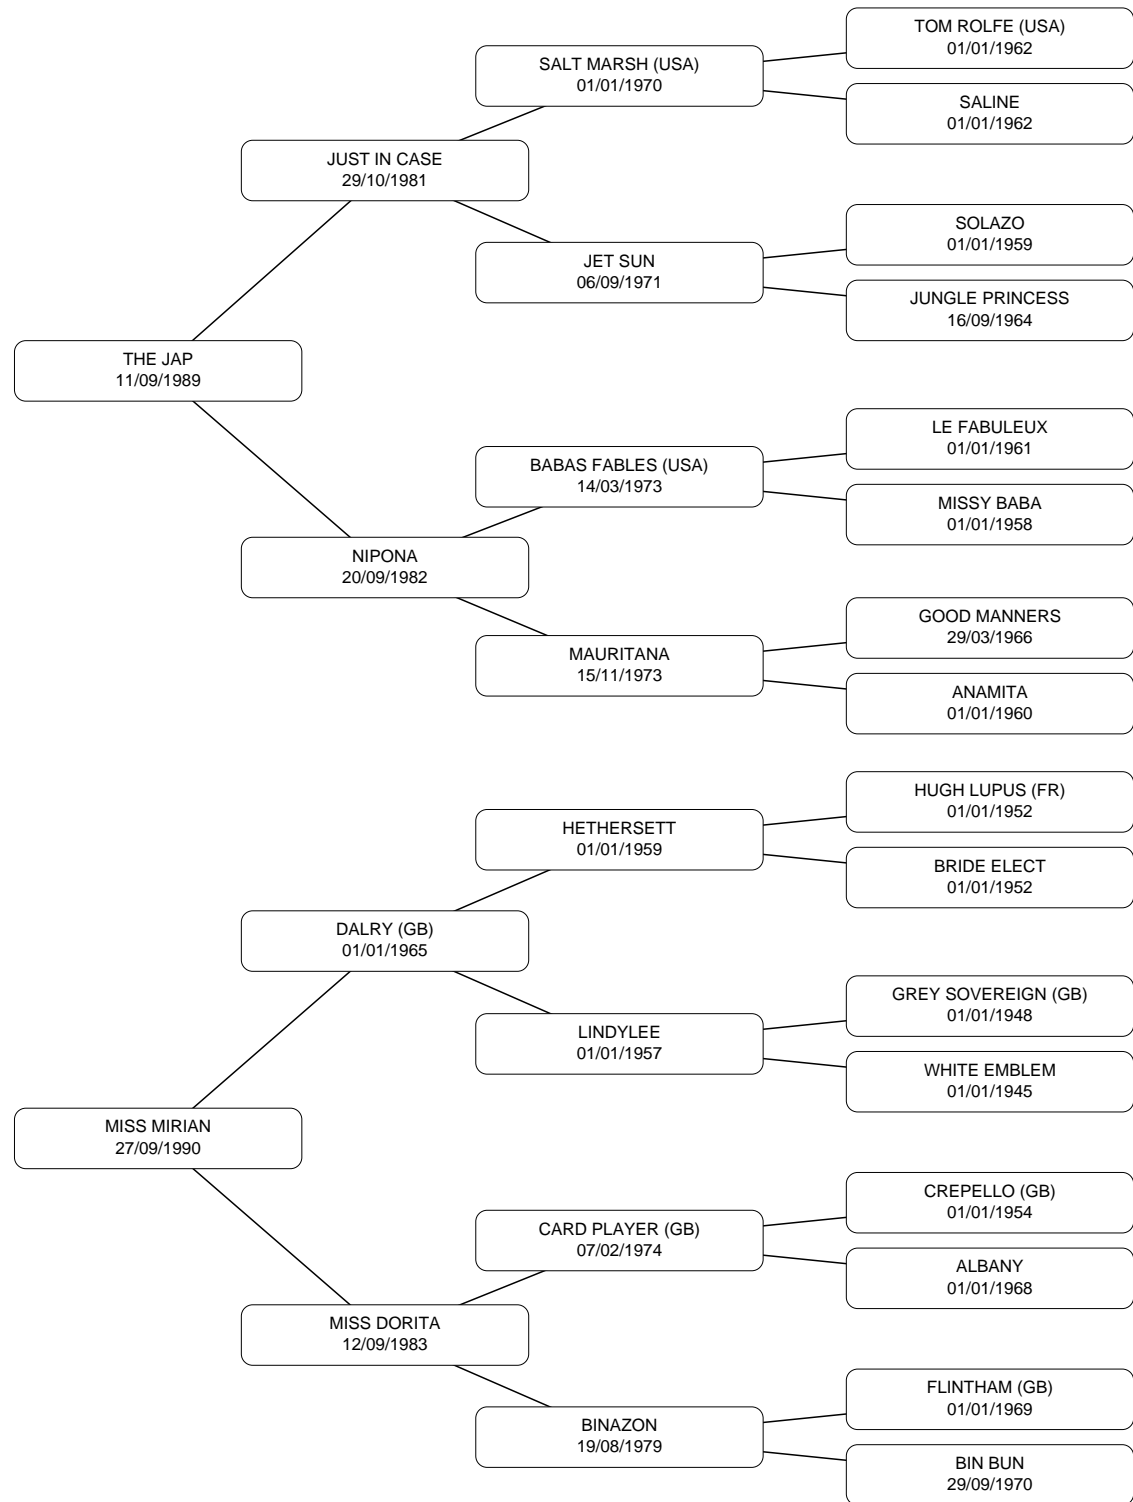 TOM ROLFE (USA)
01/01/1962
SALT MARSH (USA)
01/01/1970
SALINE
01/01/1962
JUST IN CASE
29/10/1981
SOLAZO
01/01/1959
JET SUN
06/09/1971
JUNGLE PRINCESS
16/09/1964
THE JAP
11/09/1989
LE FABULEUX
01/01/1961
BABAS FABLES (USA)
14/03/1973
MISSY BABA
01/01/1958
NIPONA
20/09/1982
GOOD MANNERS
29/03/1966
MAURITANA
15/11/1973
ANAMITA
01/01/1960
HUGH LUPUS (FR)
01/01/1952
HETHERSETT
01/01/1959
BRIDE ELECT
01/01/1952
DALRY (GB)
01/01/1965
GREY SOVEREIGN (GB)
01/01/1948
LINDYLEE
01/01/1957
WHITE EMBLEM
01/01/1945
MISS MIRIAN
27/09/1990
CREPELLO (GB)
01/01/1954
CARD PLAYER (GB)
07/02/1974
ALBANY
01/01/1968
MISS DORITA
12/09/1983
FLINTHAM (GB)
01/01/1969
BINAZON
19/08/1979
BIN BUN
29/09/1970